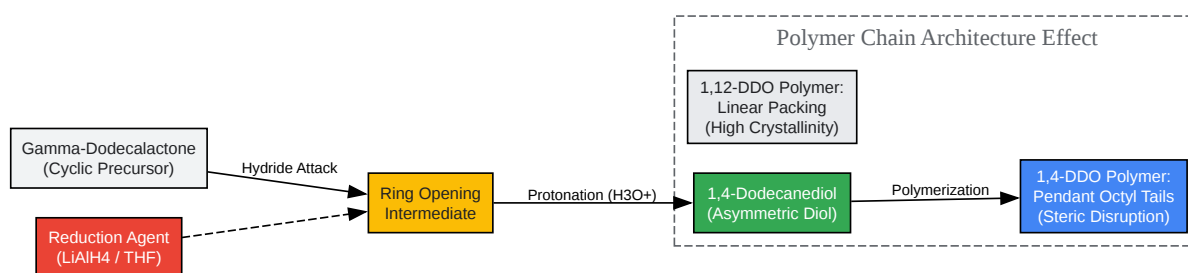 Polymer Chain Architecture Effect
1,12-DDO Polymer:
Linear Packing
(High Crystallinity)
Gamma-Dodecalactone
(Cyclic Precursor)
Hydride Attack
Ring Opening
Intermediate
Protonation (H3O+)
1,4-Dodecanediol
(Asymmetric Diol)
Polymerization
1,4-DDO Polymer:
Pendant Octyl Tails
(Steric Disruption)
Reduction Agent
(LiAlH4 / THF)